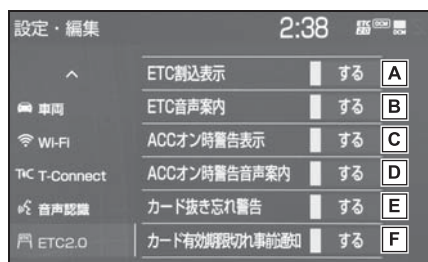 設定・編集 2:38 ETC 2.0 DCM
ETC割込表示 する A
車両 ETC音声案内 する B
Wi-Fi ACCオン時警告表示 する C
T-Connect ACCオン時警告音声案内 する D
音声認識 カード抜き忘れ警告 する E
ETC2.0 カード有効期限切れ事前通知 する F